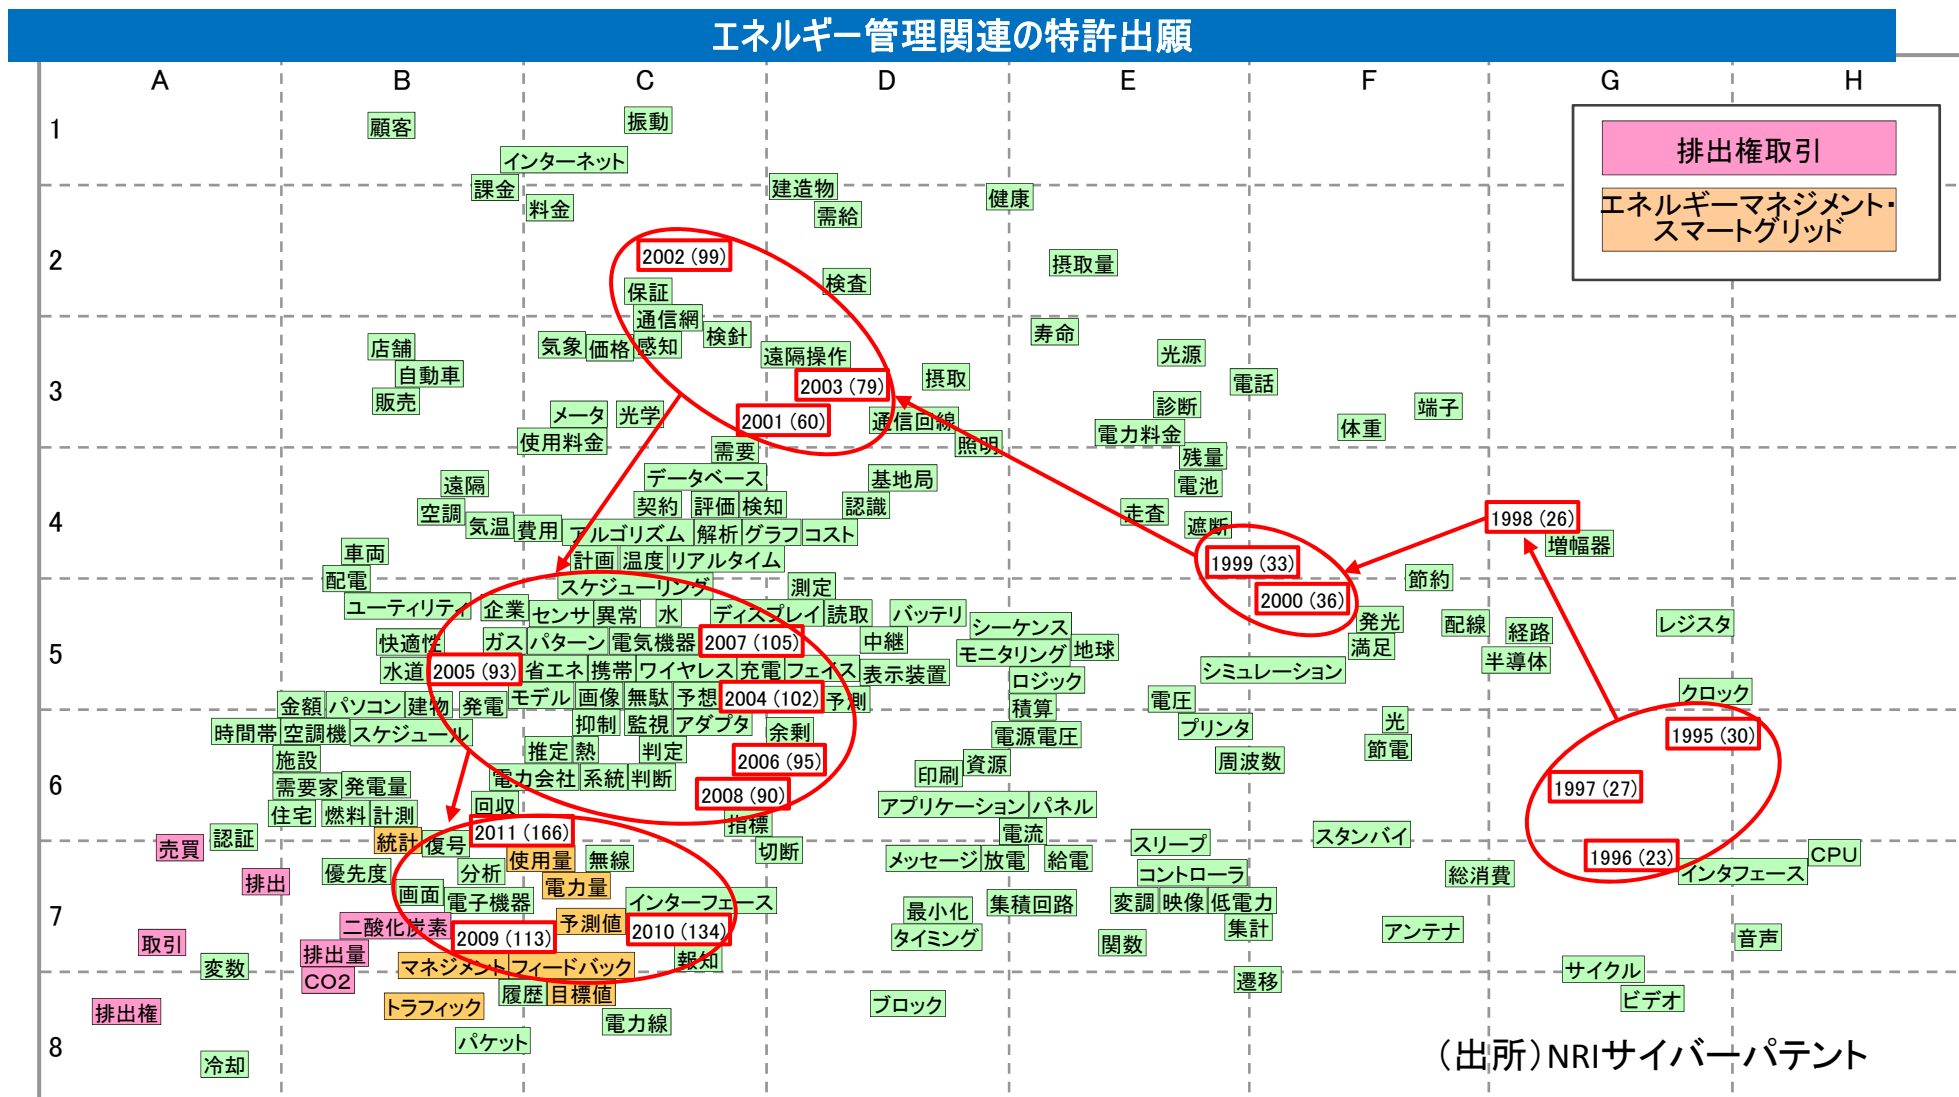 エネルギー管理関連の特許出願
A B C D E F G H
1
顧客 振動
インターネット
排出権取引
エネルギーマネジメント・
スマートグリッド
課金 料金 建造物 需給 健康
2
2002 (99)
摂取量
検査
保証
通信網
検針
寿命
店舗 気象 価格 感知 遠隔操作 光源
自動車 2003 (79) 摂取 電話
3
販売 メータ 光学 2001 (60) 通信回線 診断 体重 端子
使用料金 需要 照明 電力料金
残量
遠隔 データベース 基地局 電池
空調 契約 評価 検知 認識 走査
4
気温 費用 アルゴリズム 解析 グラフ コスト 遮断 1998 (26)
増幅器
車両 計画 温度 リアルタイム 1999 (33)
配電 スケジューリング 測定 節約
2000 (36)
ユーティリティ 企業 センサ 異常 水 ディスプレイ 読取 バッテリ シーケンス 発光 配線 経路 レジスタ
快適性 ガス パターン 電気機器 2007 (105) 中継 モニタリング 地球 満足 半導体
5
水道 2005 (93) 省エネ 携帯 ワイヤレス 充電 フェイス 表示装置 ロジック シミュレーション
金額 パソコン 建物 発電 モデル 画像 無駄 予想 2004 (102) 予測 積算 電圧 クロック
時間帯 空調機 スケジュール 抑制 監視 アダプタ 余剰 電源電圧 プリンタ 光 1995 (30)
施設 推定 熱 判定 2006 (95) 資源 周波数 節電
6
需要家 発電量 電力会社 系統 判断 印刷 1997 (27)
住宅 燃料 計測 回収 2008 (90) アプリケーション パネル
認証 統計 復号 2011 (166) 指標 電流 スタンバイ
売買 使用量 無線 切断 メッセージ 放電 給電 スリープ 1996 (23) CPU
排出 優先度 分析 電力量 コントローラ 総消費 インタフェース
画面 電子機器 インターフェース 最小化 集積回路 変調 映像 低電力
7
二酸化炭素 予測値 2010 (134) タイミング 集計 アンテナ 音声
取引 排出量 2009 (113) 関数
変数 CO2 マネジメント フィードバック 報知 遷移 サイクル
排出権 トラフィック 履歴 目標値 ブロック ビデオ
電力線
8
パケット
冷却
（出所）NRIサイバーパテント